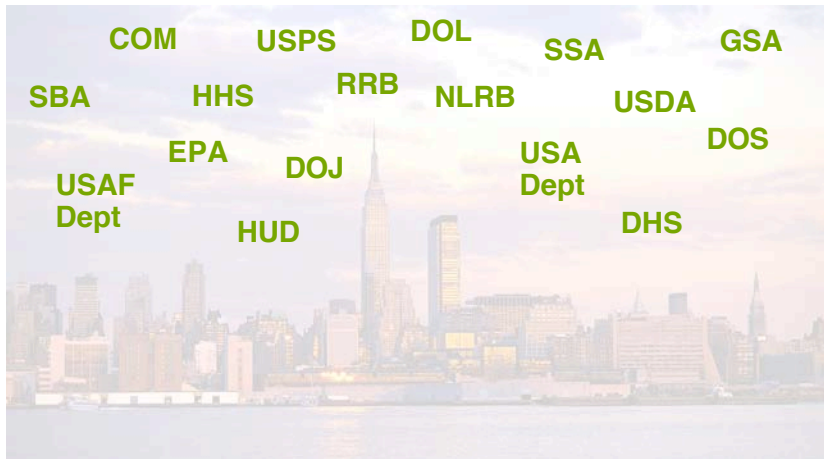 COM
USPS
DOL
SSA
GSA
SBA
HHS
RRB
NLRB
USDA
EPA
DOJ
USA
Dept
DOS
USAF
Dept
HUD
DHS